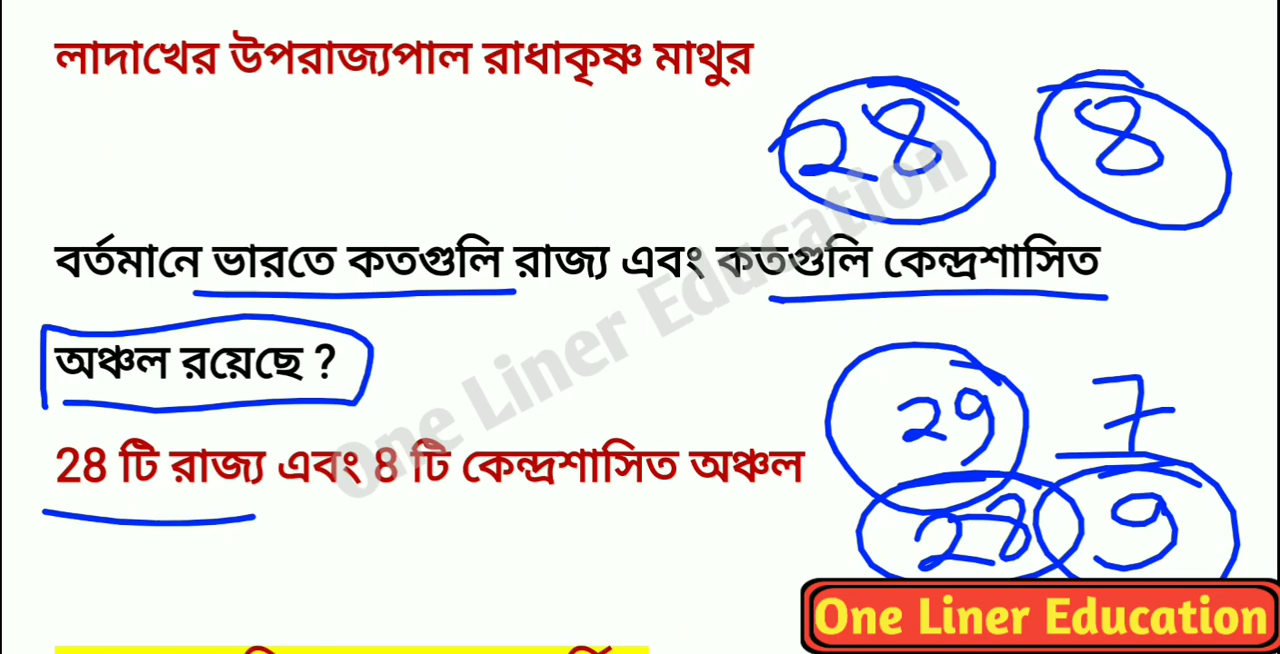 লাদাখের উপরাজ্যপাল রাধাকৃষ্ণ মাথুর
28 8
বর্তমানে ভারতে কতগুলি রাজ্য এবং কতগুলি কেন্দ্রশাসিত
অঞ্চল রয়েছে ?
29 7
28 টি রাজ্য এবং 8 টি কেন্দ্রশাসিত অঞ্চল
28 9
One Liner Education
One Liner Education